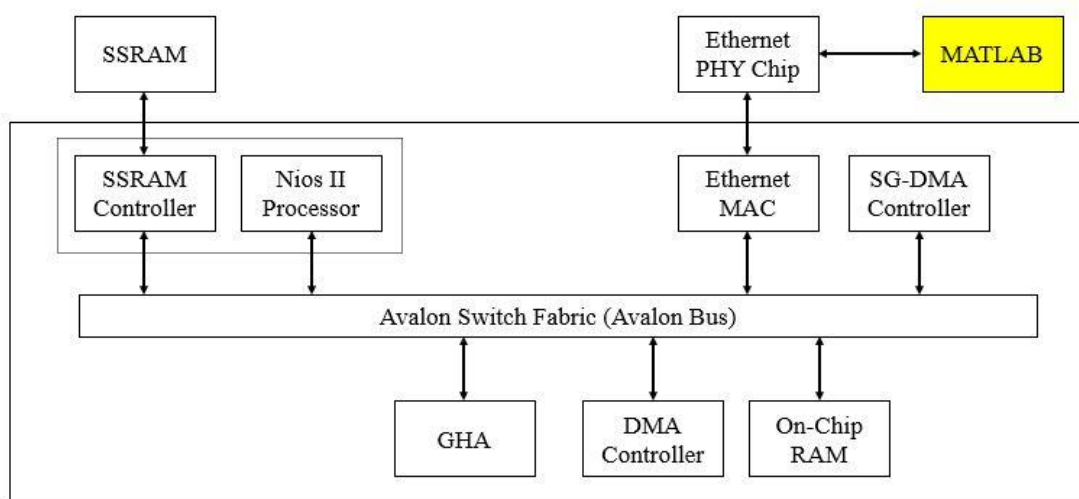 SSRAM
Ethernet
PHY Chip
MATLAB
SSRAM
Controller
Nios II
Processor
Ethernet
MAC
SG-DMA
Controller
Avalon Switch Fabric (Avalon Bus)
GHA
DMA
Controller
On-Chip
RAM